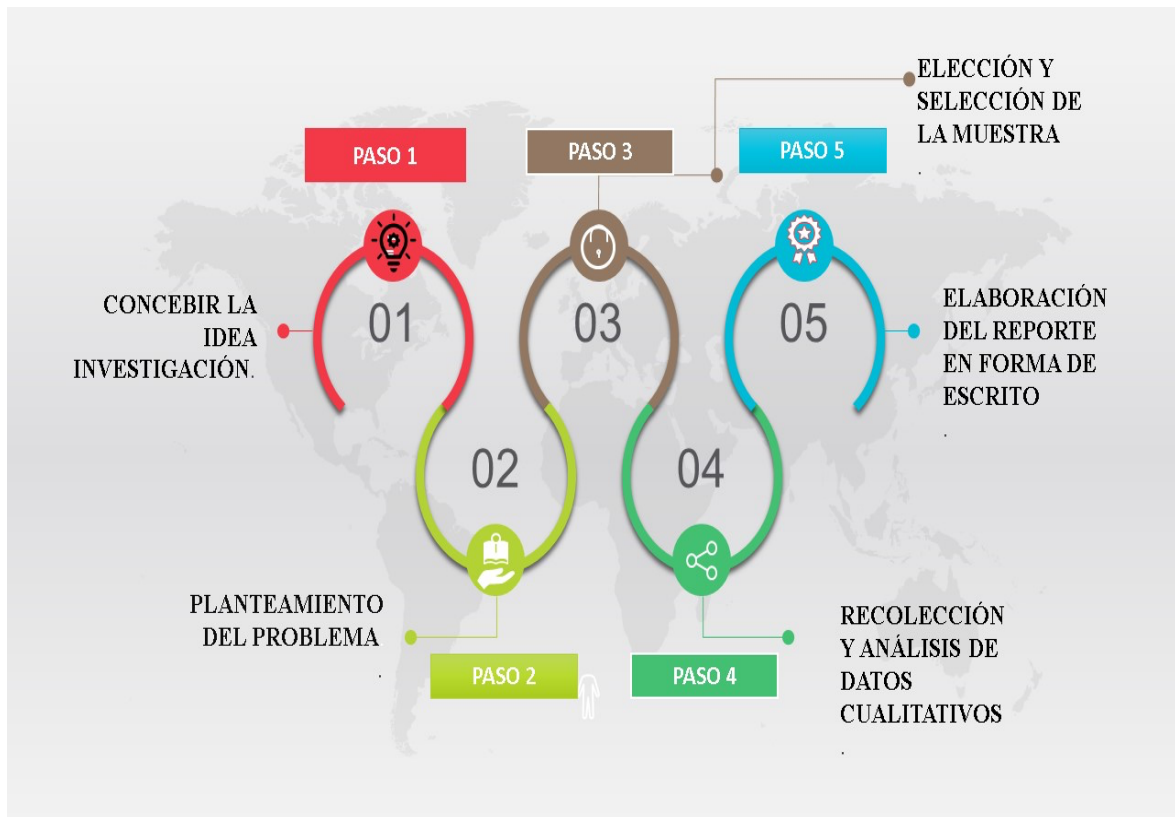 PASO 1
01
CONCEBIR LA
IDEA
INVESTIGACIÓN.
02
PLANTEAMIENTO
DEL PROBLEMA
.
PASO 2
PASO 3
03
ELECCIÓN Y
SELECCIÓN DE
LA MUESTRA
.
04
PASO 4
RECOLECCIÓN
Y ANÁLISIS DE
DATOS
CUALITATIVOS
.
PASO 5
05
ELABORACIÓN
DEL REPORTE
EN FORMA DE
ESCRITO
.